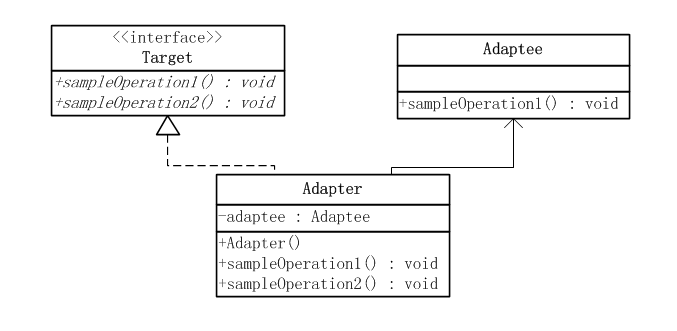 <<interface>>
Target
+sampleOperation1() : void
+sampleOperation2() : void
Adaptee
+sampleOperation1() : void
Adapter
-adaptee : Adaptee
+Adapter()
+sampleOperation1() : void
+sampleOperation2() : void